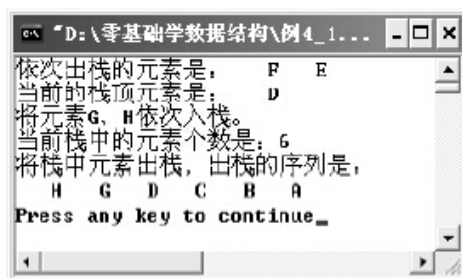 "D:\零基础学数据结构\例4_1...
依次出栈的元素是： F E
当前的栈顶元素是： D
将元素G、H依次入栈。
当前栈中的元素个数是：6
将栈中元素出栈，出栈的序列是：
H G D C B A
Press any key to continue_